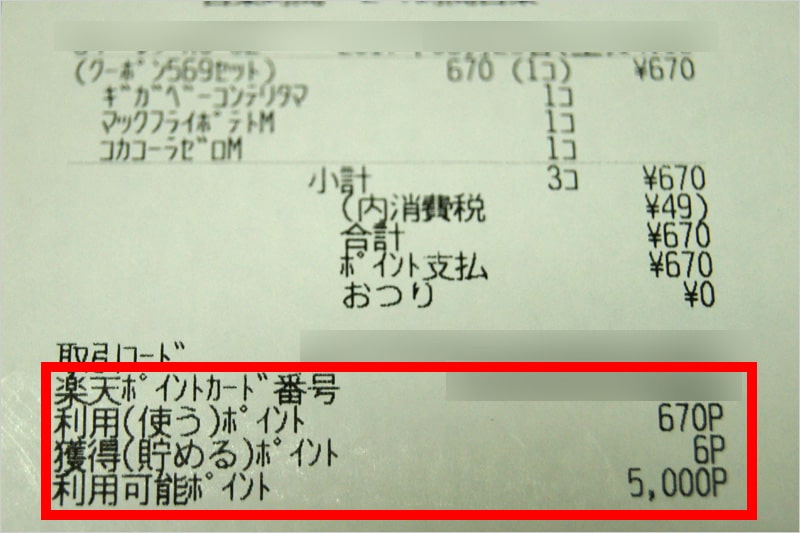 (クーポン569セット) 670 (1コ) ¥670
ギガベーコンテリタマ 1コ
マックフライポテトM 1コ
コカコーラゼロM 1コ
小計 3コ ¥670
(内消費税 ¥49)
合計 ¥670
ポイント支払 ¥670
おつり ¥0
取引コード
楽天ポイントカード番号
利用(使う)ポイント 670P
獲得(貯める)ポイント 6P
利用可能ポイント 5,000P